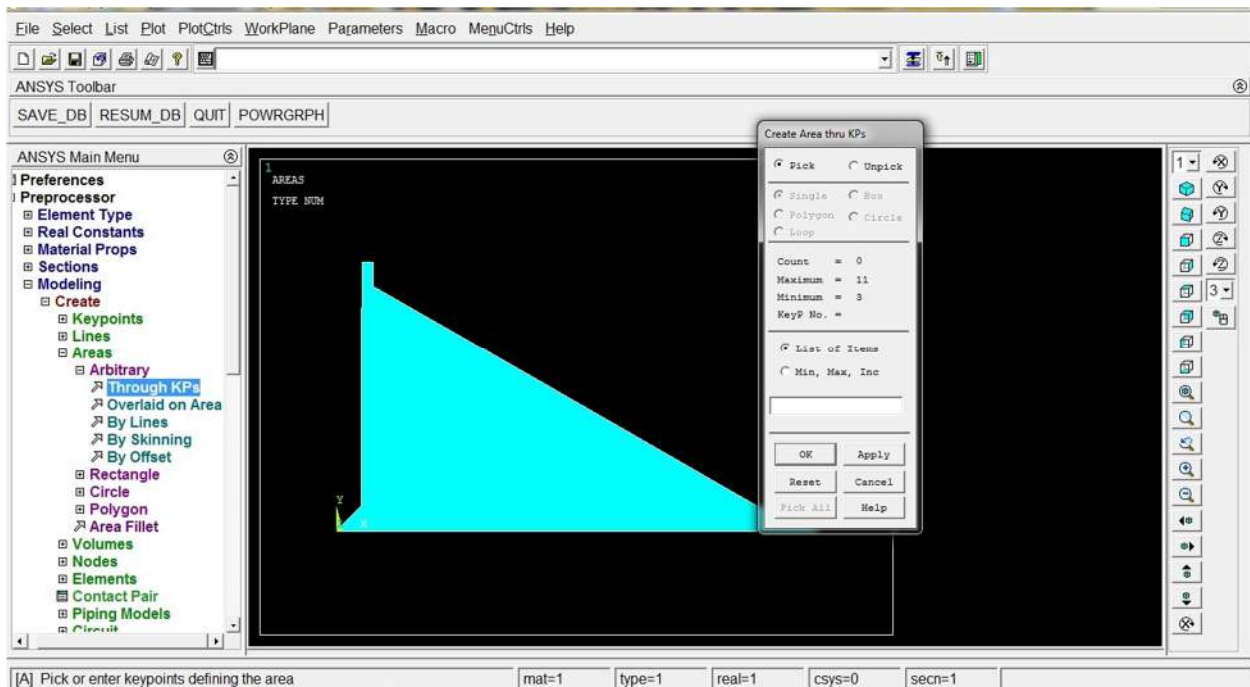 File Select List Plot PlotCtrls WorkPlane Parameters Macro MenuCtrls Help
ANSYS Toolbar
SAVE_DB RESUM_DB QUIT POWRGRPH
ANSYS Main Menu
Preferences
Preprocessor
Element Type
Real Constants
Material Props
Sections
Modeling
Create
Keypoints
Lines
Areas
Arbitrary
Through KPs
Overlaid on Area
By Lines
By Skinning
By Offset
Rectangle
Circle
Polygon
Area Fillet
Volumes
Nodes
Elements
Contact Pair
Piping Models
Circuit
1
AREAS
TYPE NUM
Y
X
Create Area thru KPs
Pick Unpick
Single Box
Polygon Circle
Loop
Count = 0
Maximum = 11
Minimum = 3
KeyP No. =
List of Items
Min, Max, Inc
OK Apply
Reset Cancel
Pick All Help
1
3
[A] Pick or enter keypoints defining the area mat=1 type=1 real=1 csys=0 secn=1